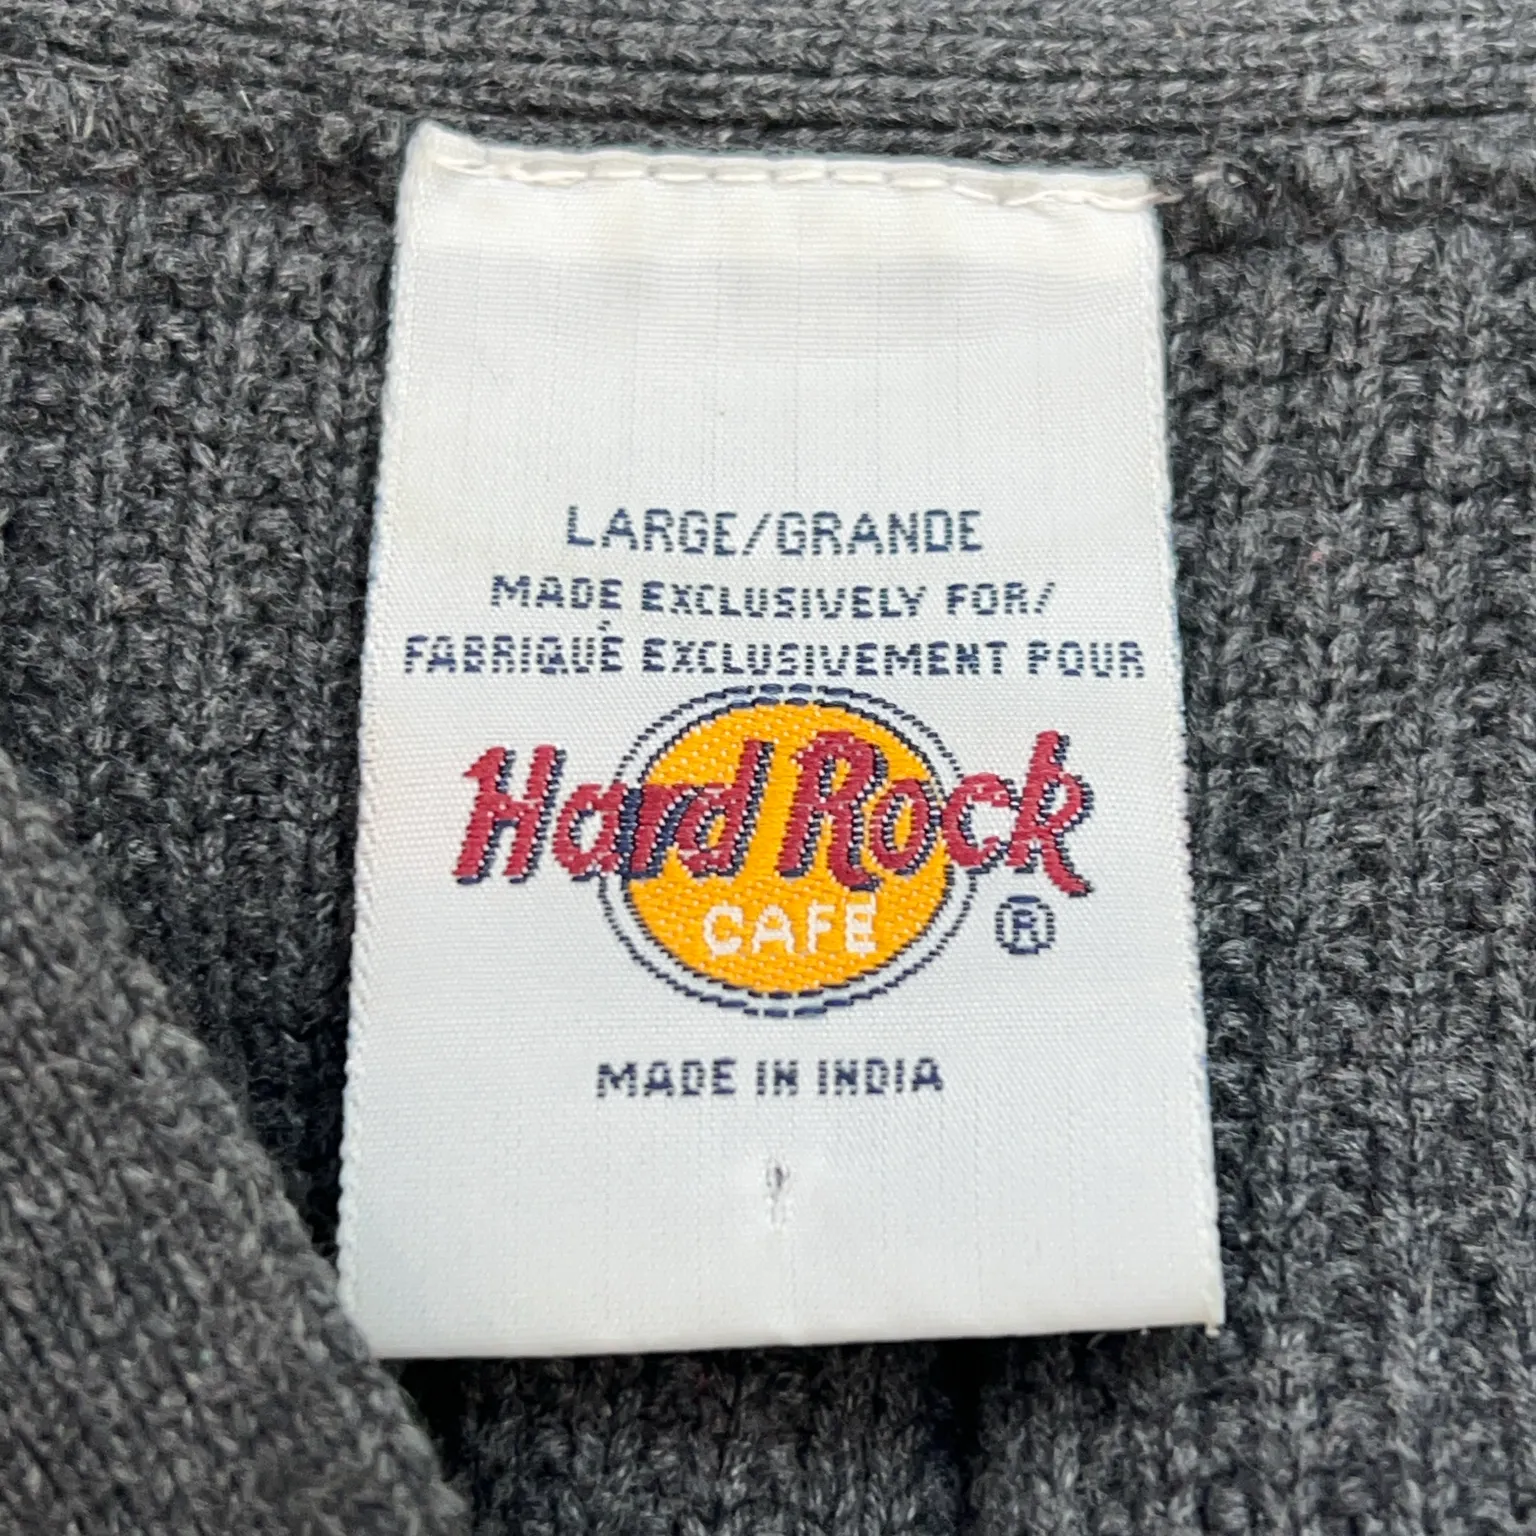 LARGE/GRANDE
MADE EXCLUSIVELY FOR/
FABRIQUÉ EXCLUSIVEMENT POUR
Hard Rock
CAFE
®
MADE IN INDIA